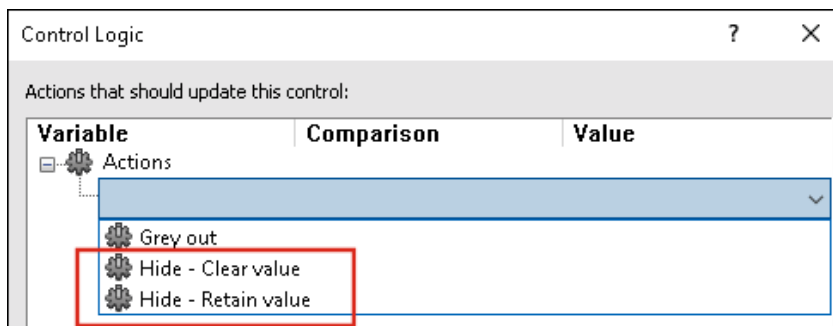 Control Logic ?
Actions that should update this control:
Variable Comparison Value
Actions
Grey out
Hide - Clear value
Hide - Retain value